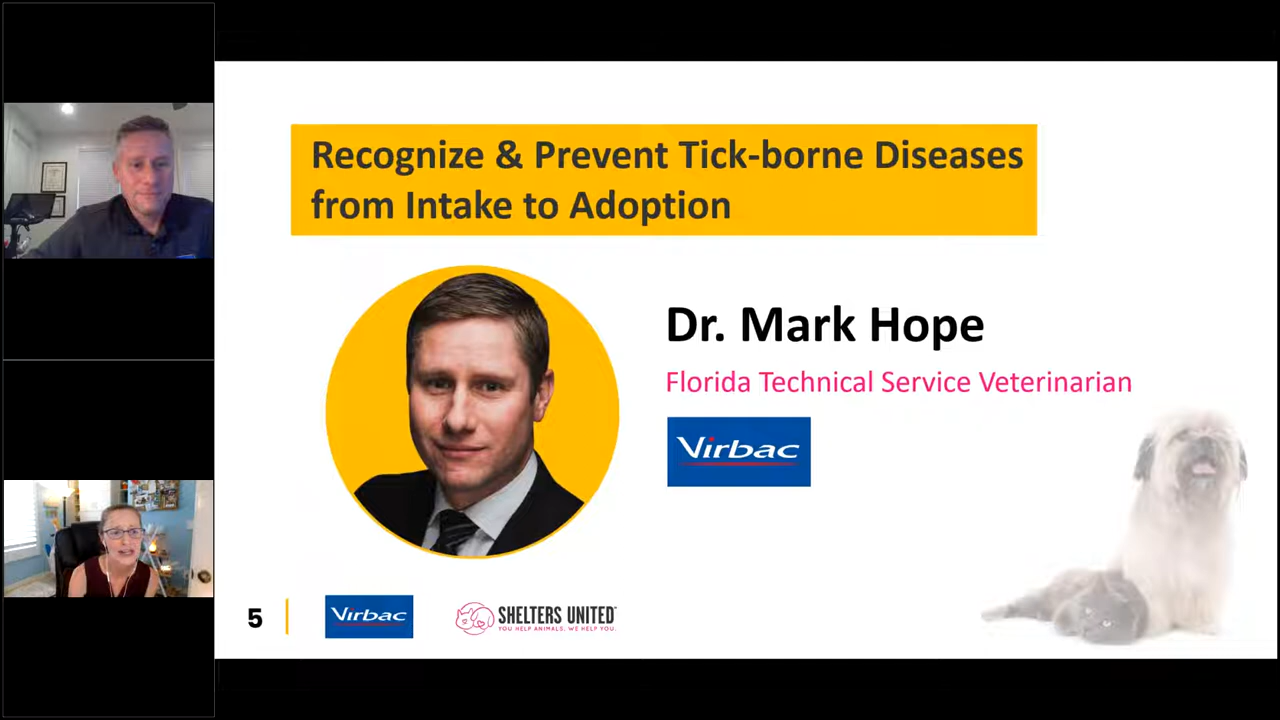 Recognize & Prevent Tick-borne Diseases
from Intake to Adoption
Dr. Mark Hope
Florida Technical Service Veterinarian
Virbac
5
Virbac
SHELTERS UNITED
YOU HELP ANIMALS. WE HELP YOU.